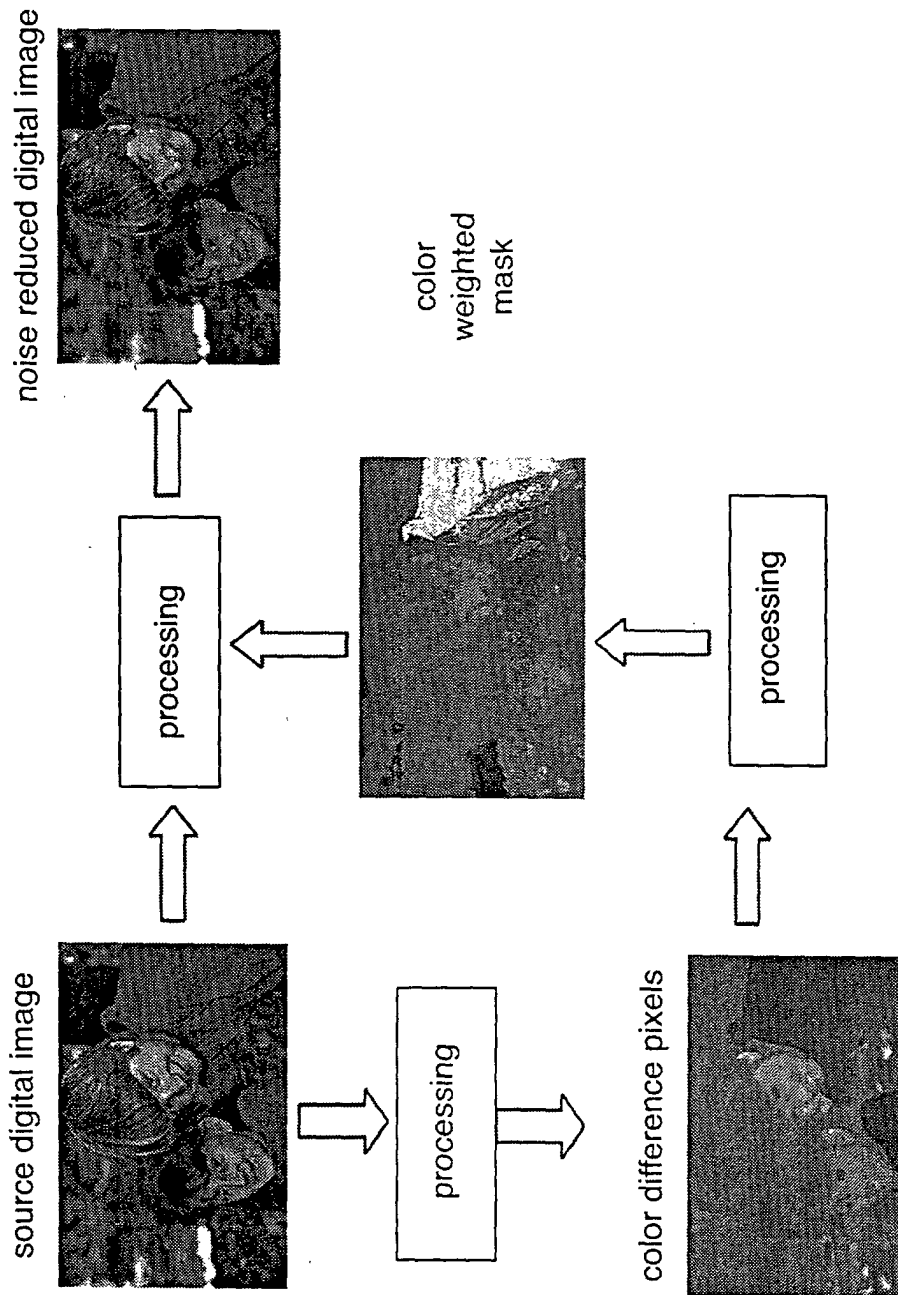 source digital image
processing
noise reduced digital image
processing
color
weighted
mask
color difference pixels
processing